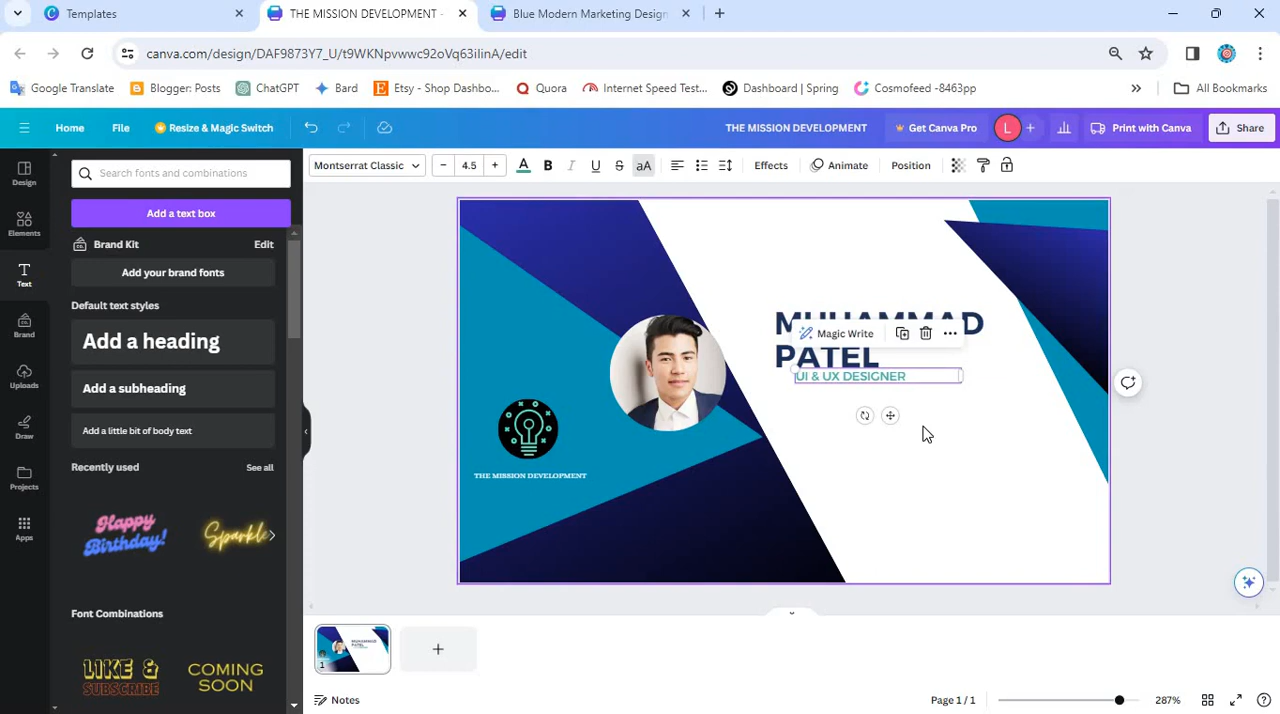 Templates
THE MISSION DEVELOPMENT -
Blue Modern Marketing Design
canva.com/design/DAF9873Y7_U/t9WKNpvwwc92oVq63iIinA/edit
Google Translate
Blogger: Posts
ChatGPT
Bard
Etsy - Shop Dashbo...
Quora
Internet Speed Test...
Dashboard | Spring
Cosmofeed -8463pp
All Bookmarks
Home
File
Resize & Magic Switch
THE MISSION DEVELOPMENT
Get Canva Pro
L
Print with Canva
Share
Design
Elements
Text
Brand
Uploads
Draw
Projects
Apps
Search fonts and combinations
Add a text box
Brand Kit
Edit
Add your brand fonts
Default text styles
Add a heading
Add a subheading
Add a little bit of body text
Recently used
See all
Happy
Birthday!
Sparkle
Font Combinations
LIKE &
SUBSCRIBE
COMING
SOON
Montserrat Classic
4.5
A
B
I
U
S
aA
Effects
Animate
Position
MUHAMMAD
PATEL
Magic Write
UI & UX DESIGNER
THE MISSION DEVELOPMENT
1
MUHAMMAD
PATEL
Notes
Page 1 / 1
287%